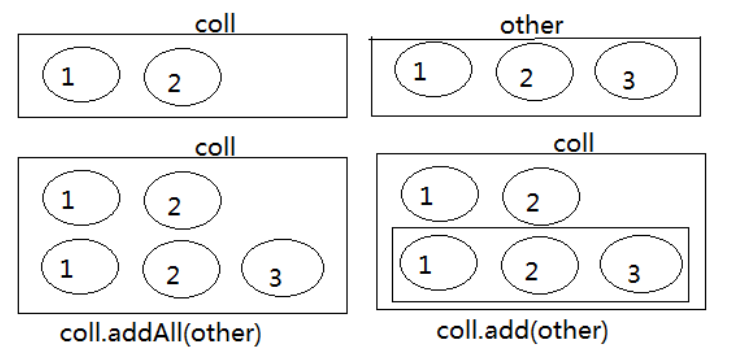 coll
1 2
other
1 2 3
coll
1 2
1 2 3
coll.addAll(other)
coll
1 2
1 2 3
coll.add(other)